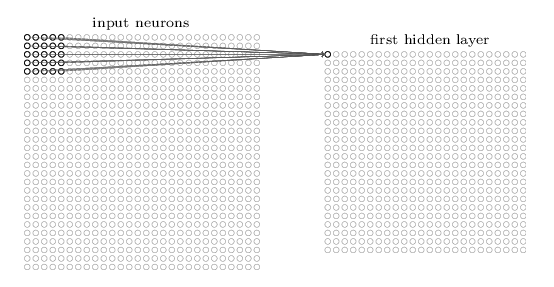 input neurons
first hidden layer